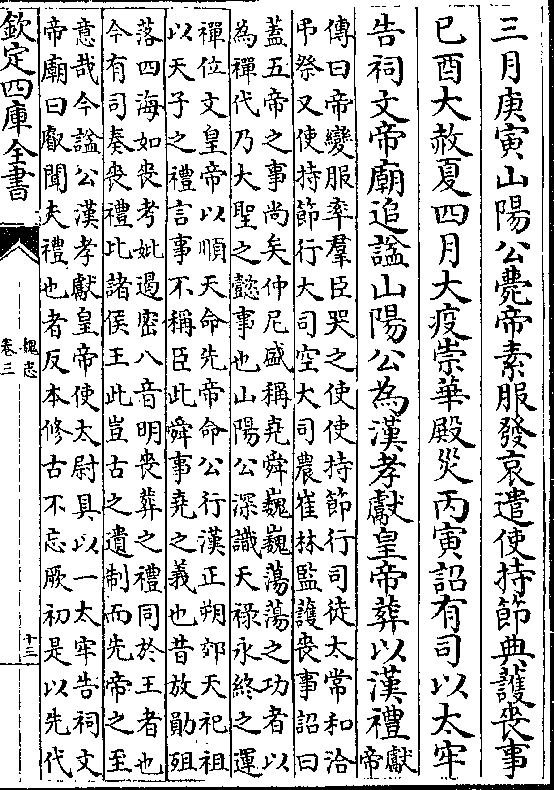 三月庚寅山陽公薨帝素服發哀遣使持節典護喪事
巳酉大赦夏四月大疫崇華殿災丙寅詔有司以太牢
告祠文帝廟追謚山陽公為漢孝獻皇帝葬以漢禮獻帝
傳曰帝變服率羣臣哭之使使持節行司徒太常和洽
弔祭又使持節行大司空大司農崔林監護喪事詔曰
蓋五帝之事尚矣仲尼盛稱堯舜巍巍蕩蕩之功者以
為禪代乃大聖之懿事也山陽公深識天祿永終之運
禪位文皇帝以順天命先帝命公行漢正朔郊天祀祖
以天子之禮言事不稱臣此舜事堯之義也昔放勛殂
落四海如喪考妣遏密八音明喪葬之禮同於王者也
今有司奏喪禮比諸侯王此豈古之遺制而先帝之至
意哉今謚公漢孝獻皇帝使太尉具以一太牢告祠文
帝廟曰叡聞夫禮也者反本修古不忘厥初是以先代
欽定四庫全書
魏志
卷三
十三